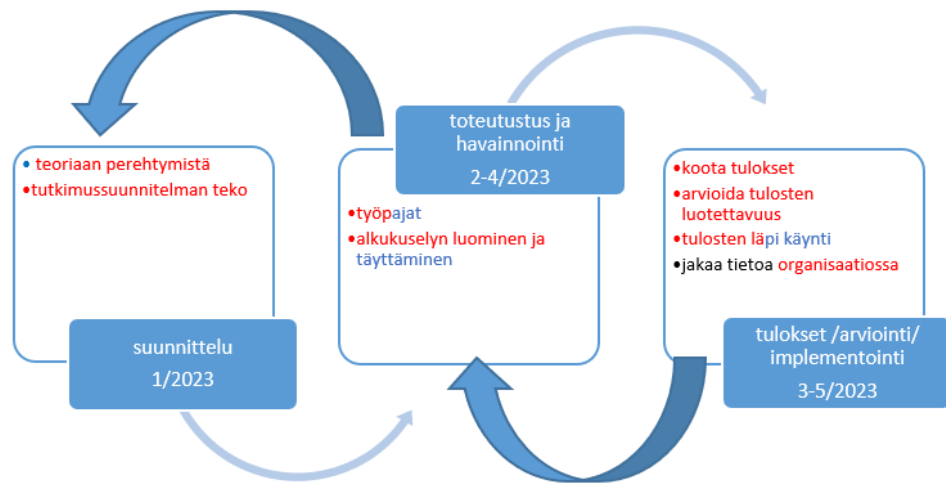 • teoriaan perehtymistä
•tutkimussuunnitelman teko
suunnittelu
1/2023
toteutustus ja
havainnointi
2-4/2023
•työpajat
•alkukuselyn luominen ja
täyttäminen
•koota tulokset
•arvioida tulosten
luotettavuus
•tulosten läpi käynti
•jakaa tietoa organisaatiossa
tulokset /arviointi/
implementointi
3-5/2023